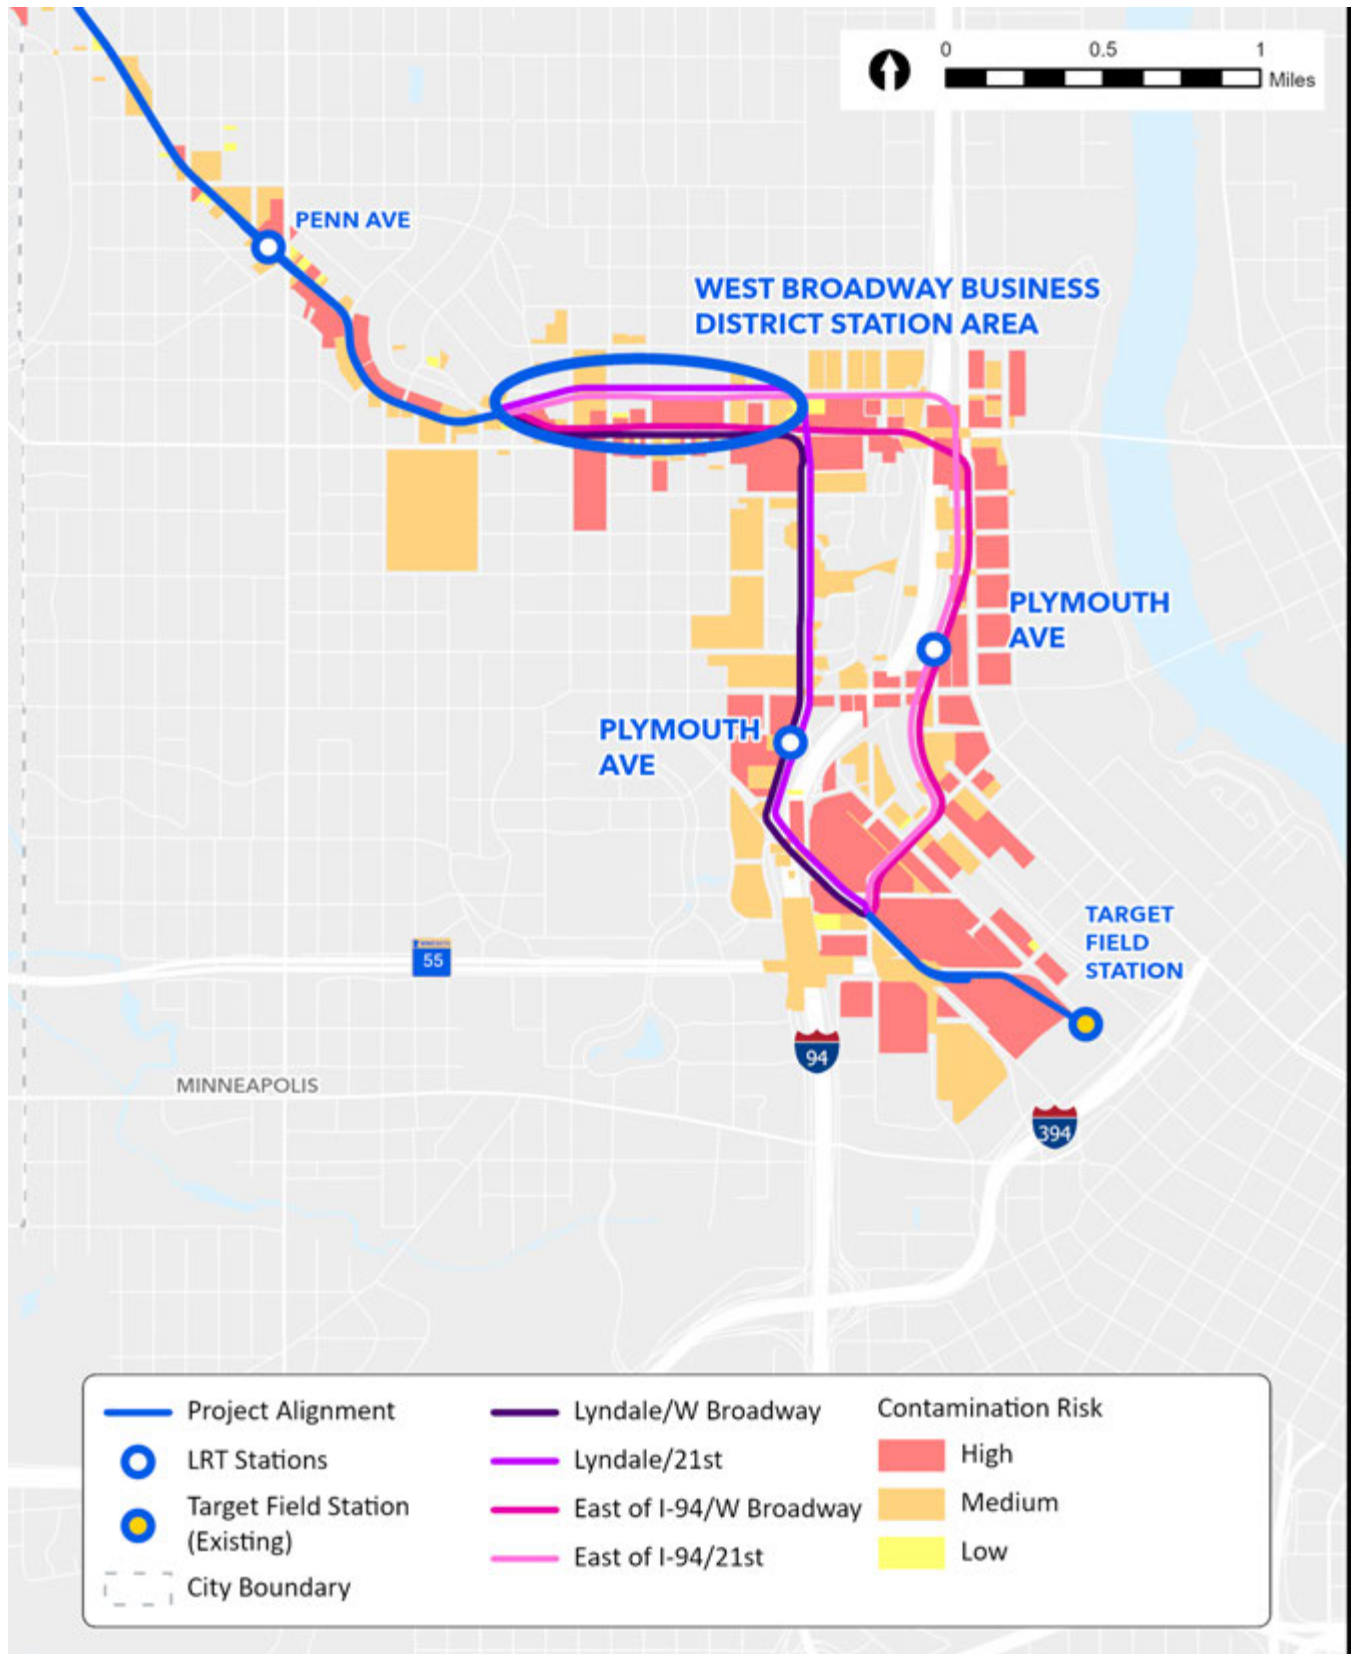 0 0.5 1
Miles
PENN AVE
WEST BROADWAY BUSINESS
DISTRICT STATION AREA
PLYMOUTH
AVE
PLYMOUTH
AVE
TARGET
FIELD
STATION
55
94
MINNEAPOLIS
394
Project Alignment
LRT Stations
Target Field Station
(Existing)
City Boundary
Lyndale/W Broadway
Lyndale/21st
East of I-94/W Broadway
East of I-94/21st
Contamination Risk
High
Medium
Low